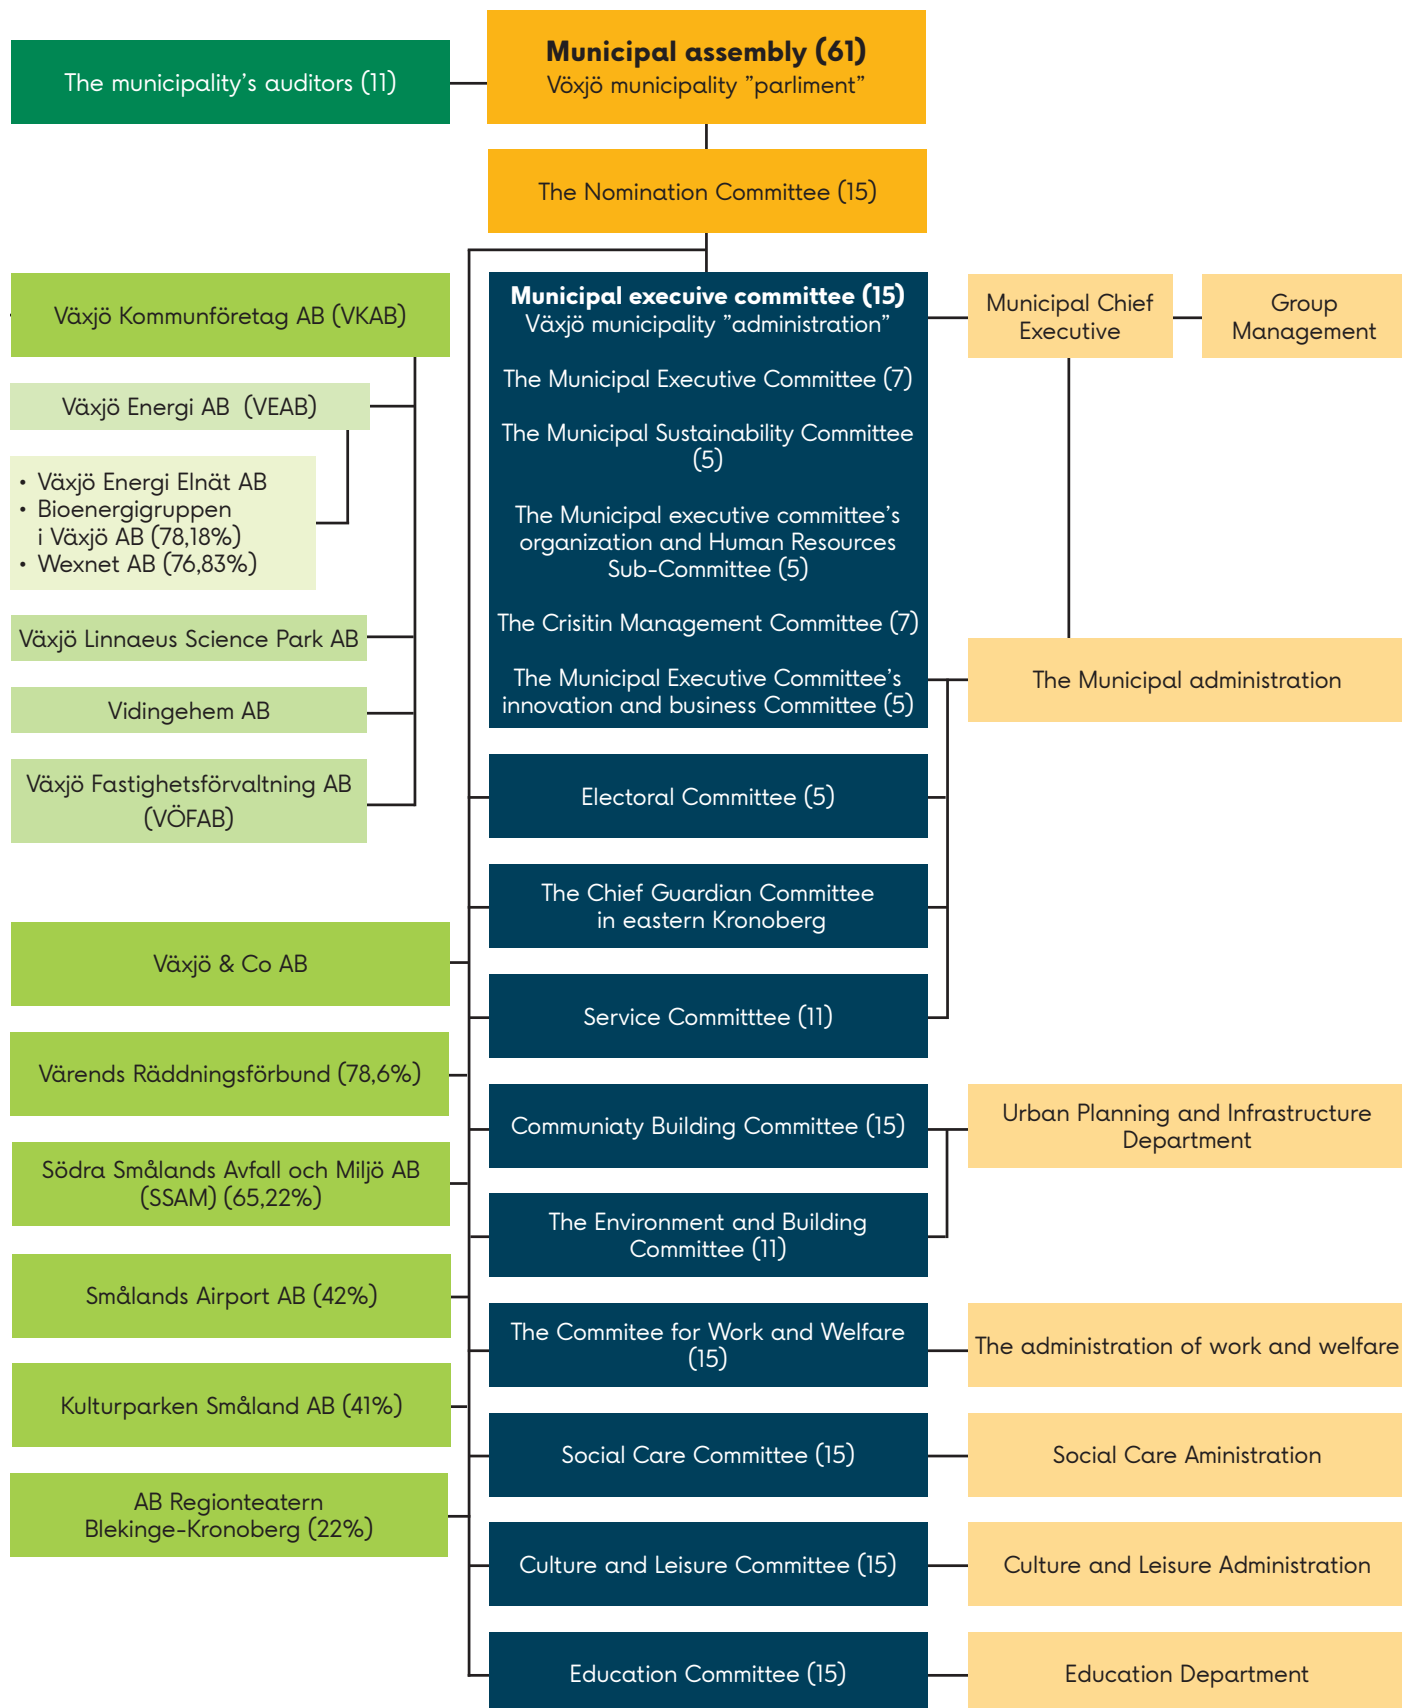 The municipality's auditors (11)
Municipal assembly (61)
Vöxjö municipality ”parliment”
The Nomination Committee (15)
Växjö Kommunföretag AB (VKAB)
Växjö Energi AB (VEAB)
• Växjö Energi Elnät AB
• Bioenergigruppen
i Växjö AB (78,18%)
• Wexnet AB (76,83%)
Växjö Linnaeus Science Park AB
Vidingehem AB
Växjö Fastighetsförvaltning AB
(VÖFAB)
Växjö & Co AB
Värends Räddningsförbund (78,6%)
Södra Smålands Avfall och Miljö AB
(SSAM) (65,22%)
Smålands Airport AB (42%)
Kulturparken Småland AB (41%)
AB Regionteatern
Blekinge-Kronoberg (22%)
Municipal execuive committee (15)
Växjö municipality ”administration”
The Municipal Executive Committee (7)
The Municipal Sustainability Committee
(5)
The Municipal executive committee's
organization and Human Resources
Sub-Committee (5)
The Crisitin Management Committee (7)
The Municipal Executive Committee's
innovation and business Committee (5)
Electoral Committee (5)
The Chief Guardian Committee
in eastern Kronoberg
Service Committtee (11)
Communiaty Building Committee (15)
The Environment and Building
Committee (11)
The Commitee for Work and Welfare
(15)
Social Care Committee (15)
Culture and Leisure Committee (15)
Education Committee (15)
Municipal Chief
Executive
Group
Management
The Municipal administration
Urban Planning and Infrastructure
Department
The administration of work and welfare
Social Care Aministration
Culture and Leisure Administration
Education Department